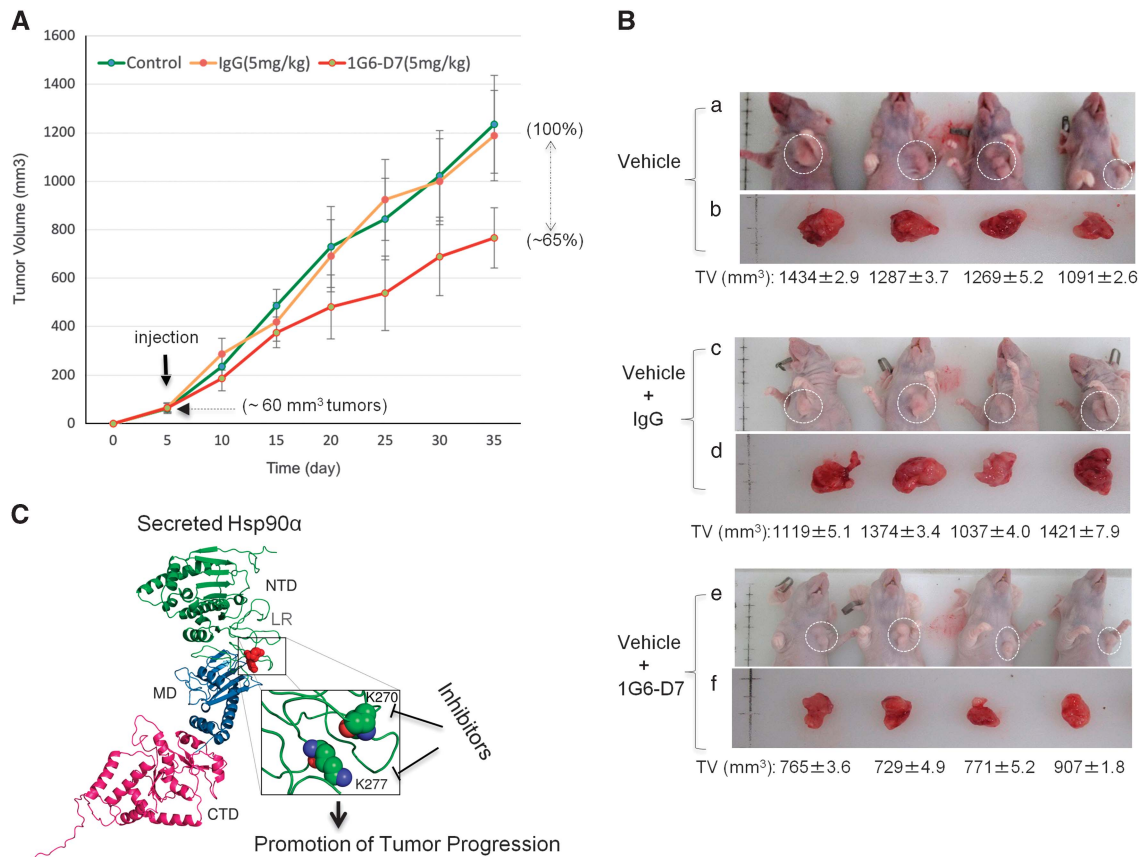 A
1600
1400
1200
1000
800
600
400
200
0
Tumor Volume (mm3)
Control IgG(5mg/kg) 1G6-D7(5mg/kg)
(100%)
(~65%)
injection
(~ 60 mm³ tumors)
0 5 10 15 20 25 30 35
Time (day)
B
Vehicle
a
b
TV (mm³): 1434±2.9 1287±3.7 1269±5.2 1091±2.6
Vehicle
+
IgG
c
d
TV (mm³): 1119±5.1 1374±3.4 1037±4.0 1421±7.9
Vehicle
+
1G6-D7
e
f
TV (mm³): 765±3.6 729±4.9 771±5.2 907±1.8
C
Secreted Hsp90α
NTD
LR
MD
CTD
K270
K277
Inhibitors
Promotion of Tumor Progression